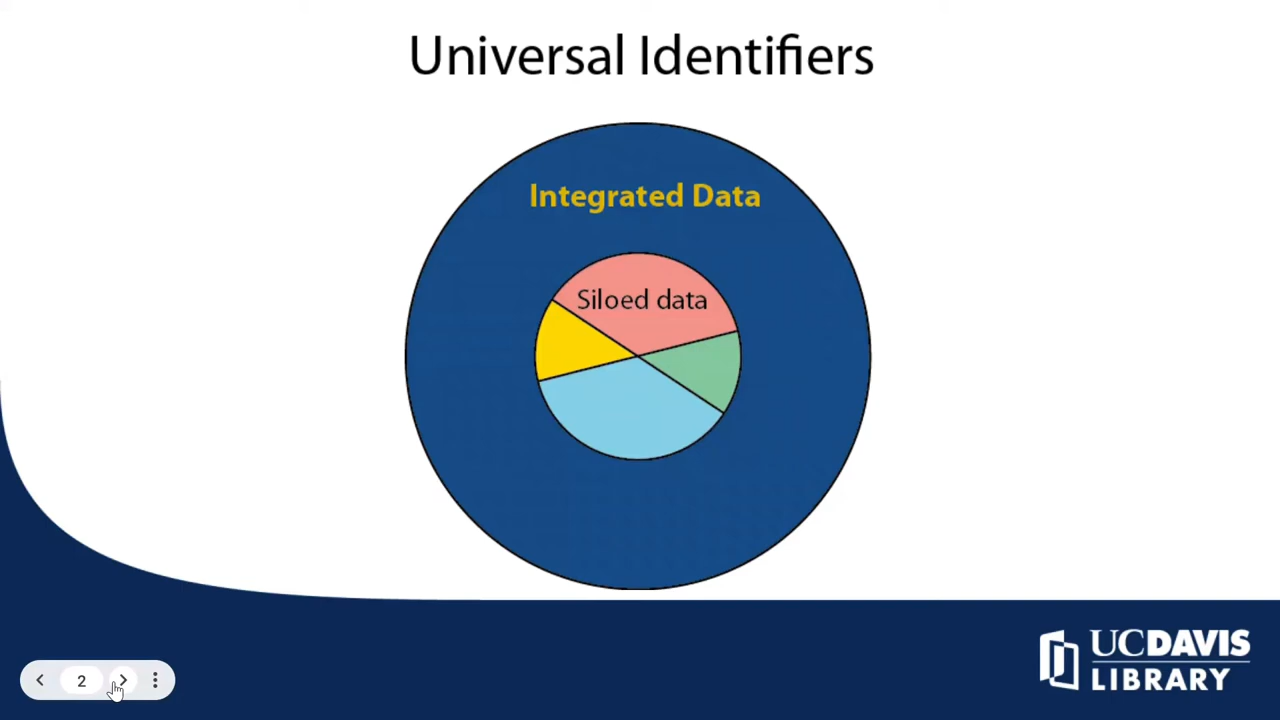 Universal Identifiers
Integrated Data
Siloed data
UCDAVIS
LIBRARY
2